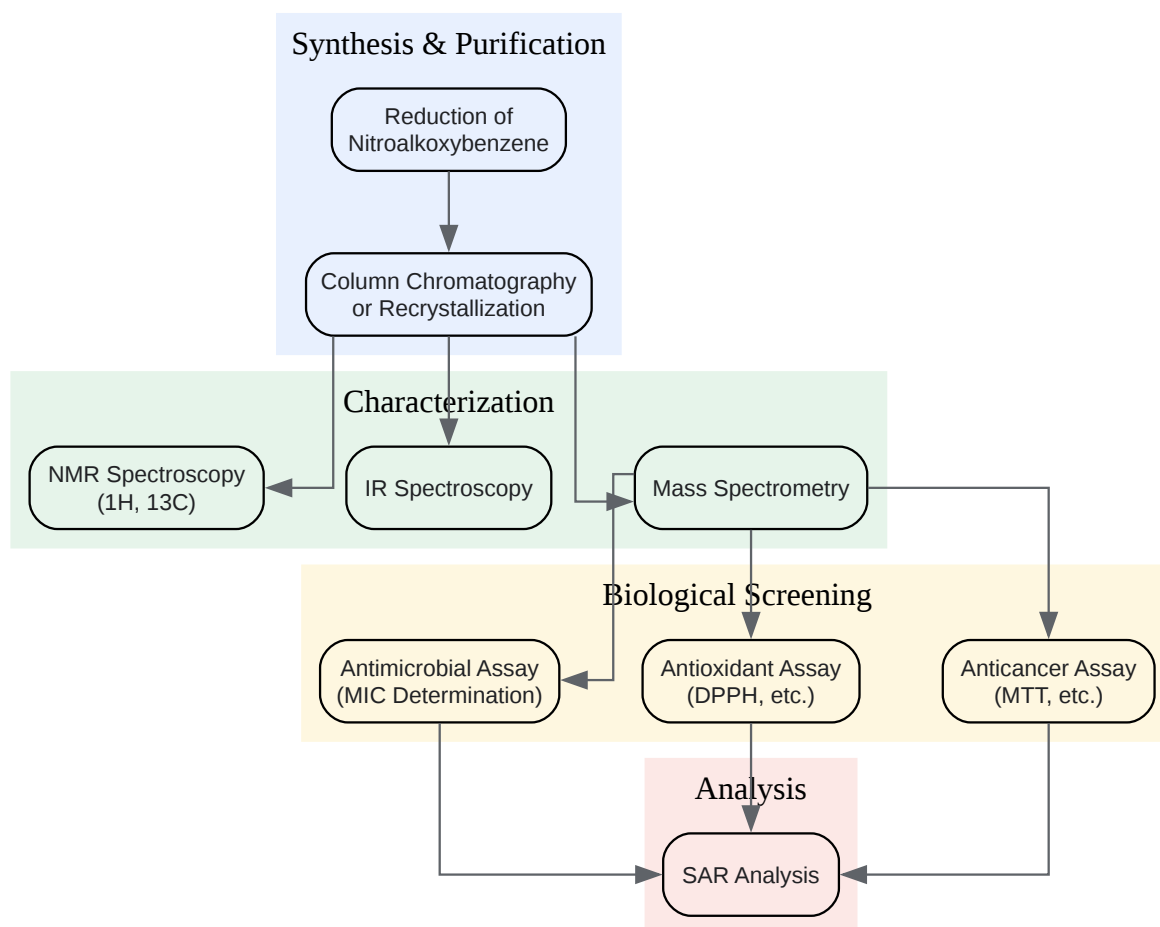 Synthesis & Purification
Reduction of
Nitroalkoxybenzene
Column Chromatography
or Recrystallization
Characterization
NMR Spectroscopy
(1H, 13C)
IR Spectroscopy
Mass Spectrometry
Biological Screening
Antimicrobial Assay
(MIC Determination)
Antioxidant Assay
(DPPH, etc.)
Anticancer Assay
(MTT, etc.)
Analysis
SAR Analysis